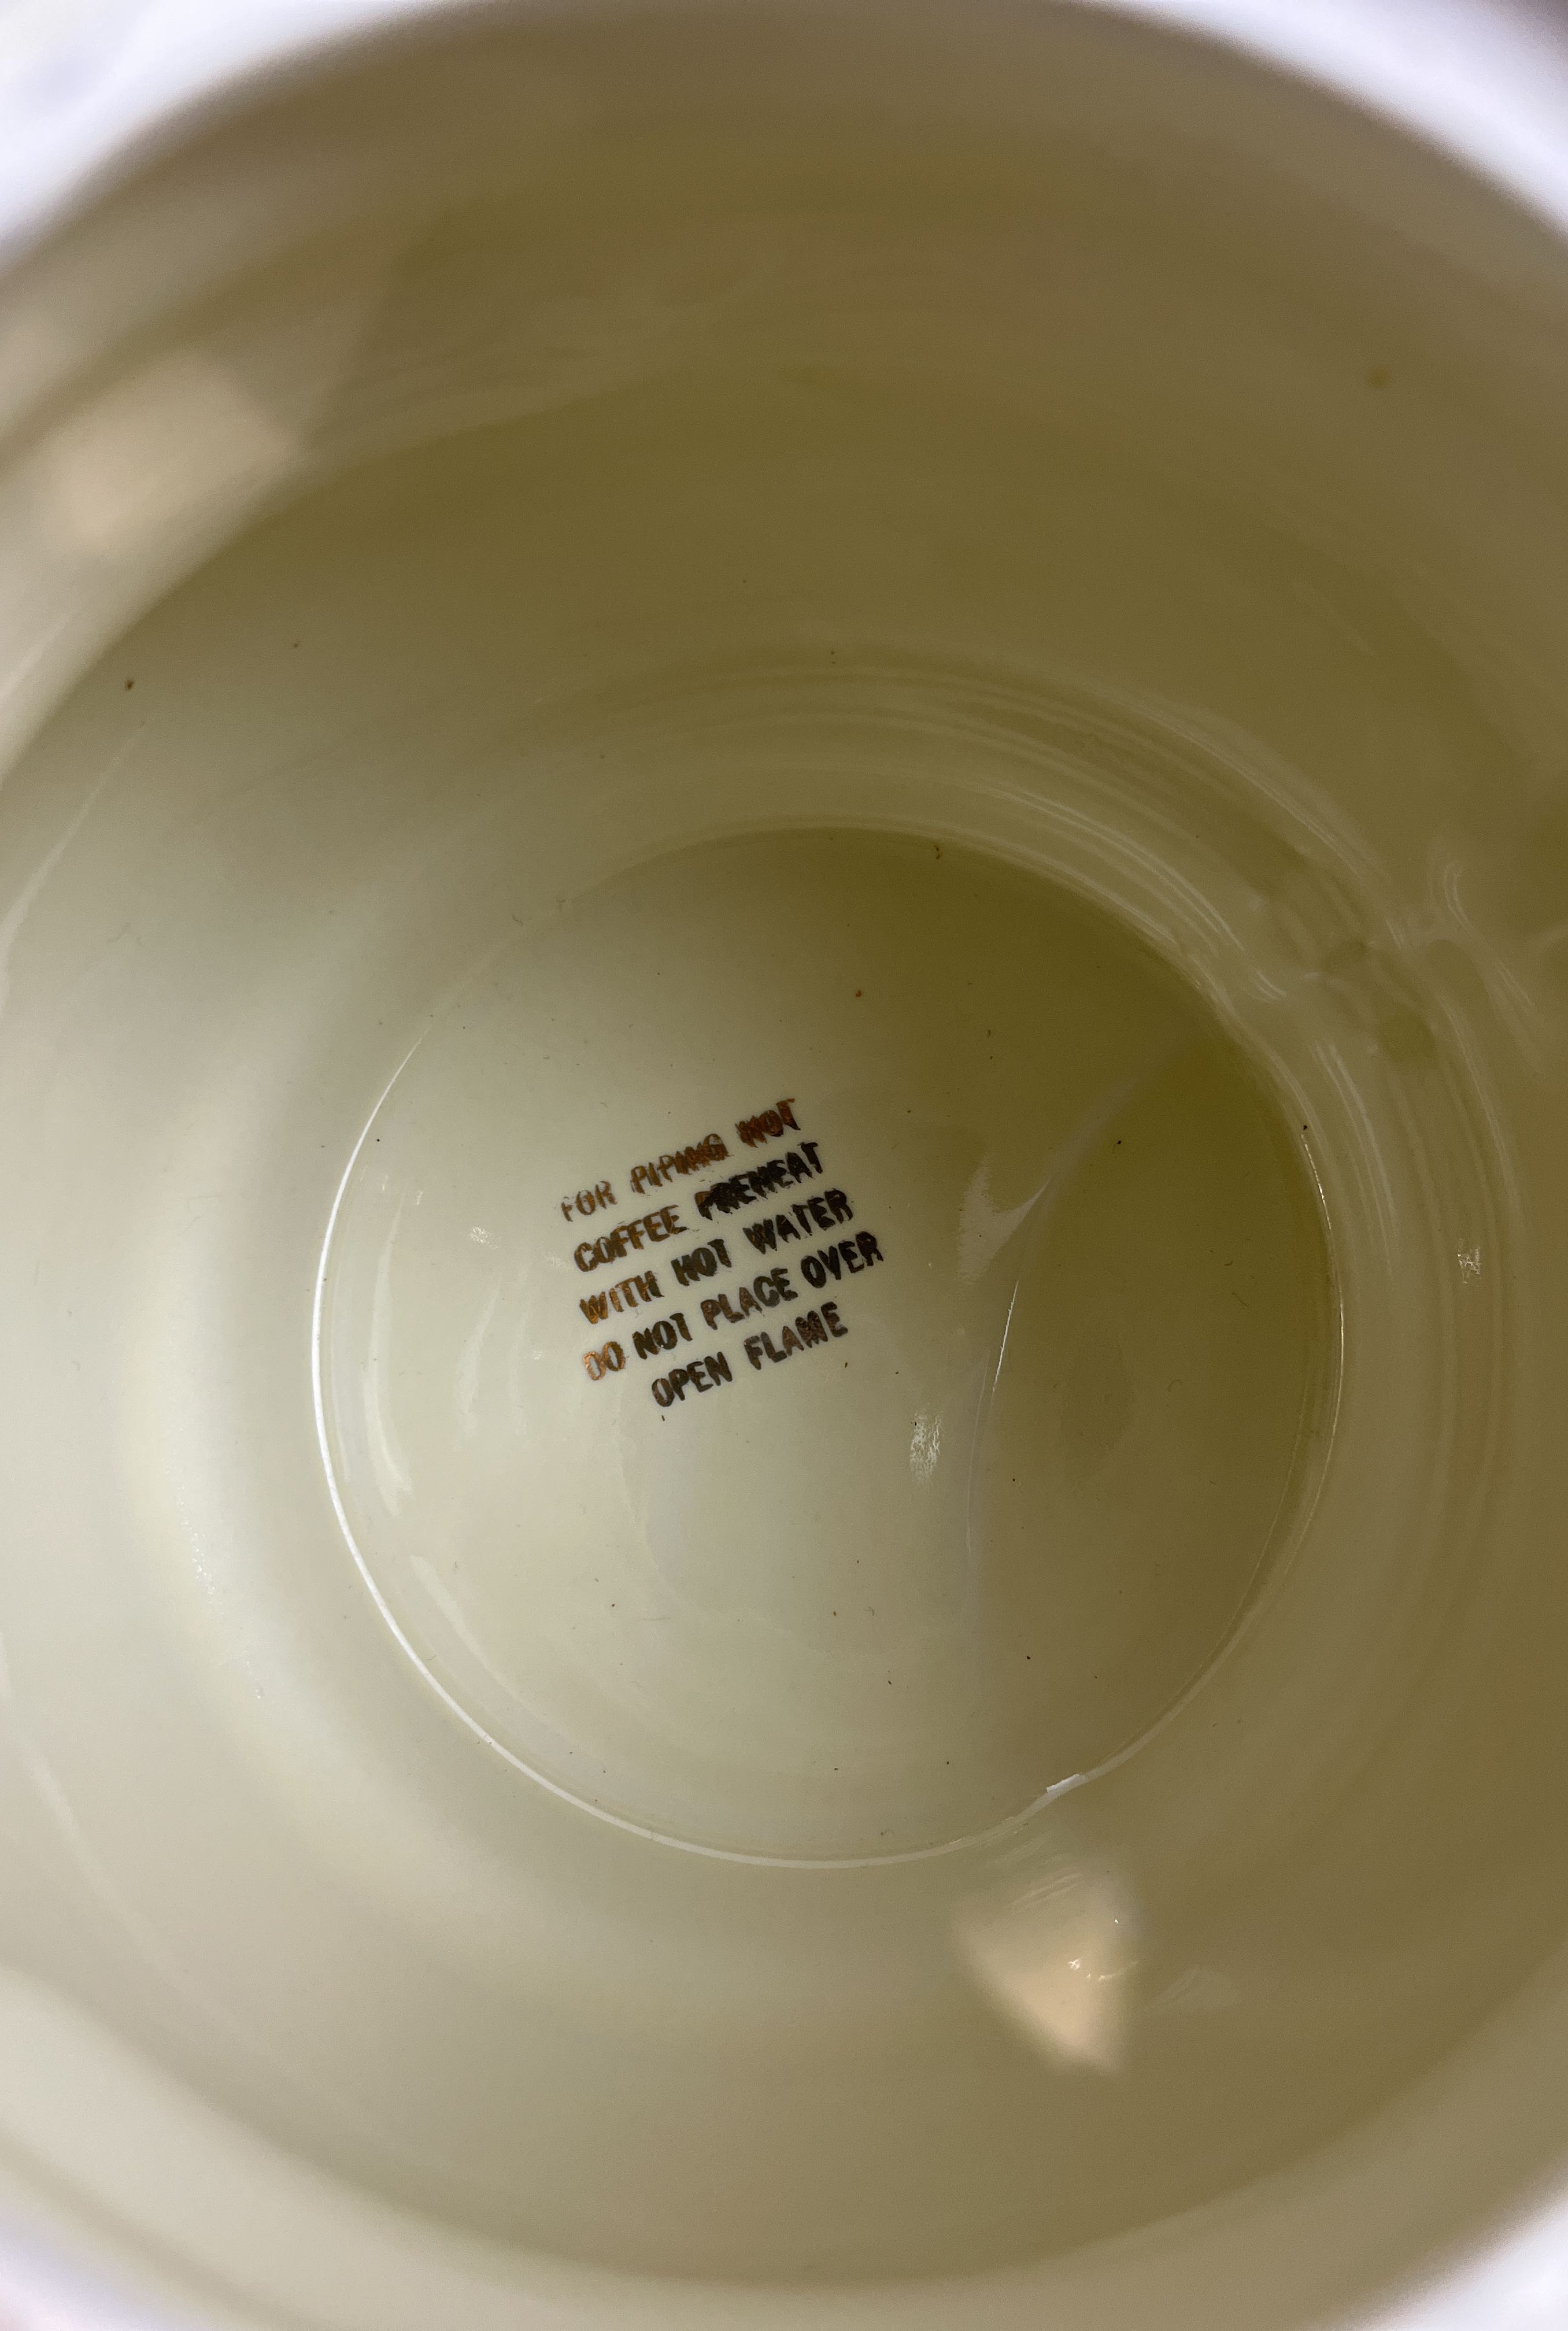 FOR PIPING HOT
COFFEE PREHEAT
WITH HOT WATER
DO NOT PLACE OVER
OPEN FLAME